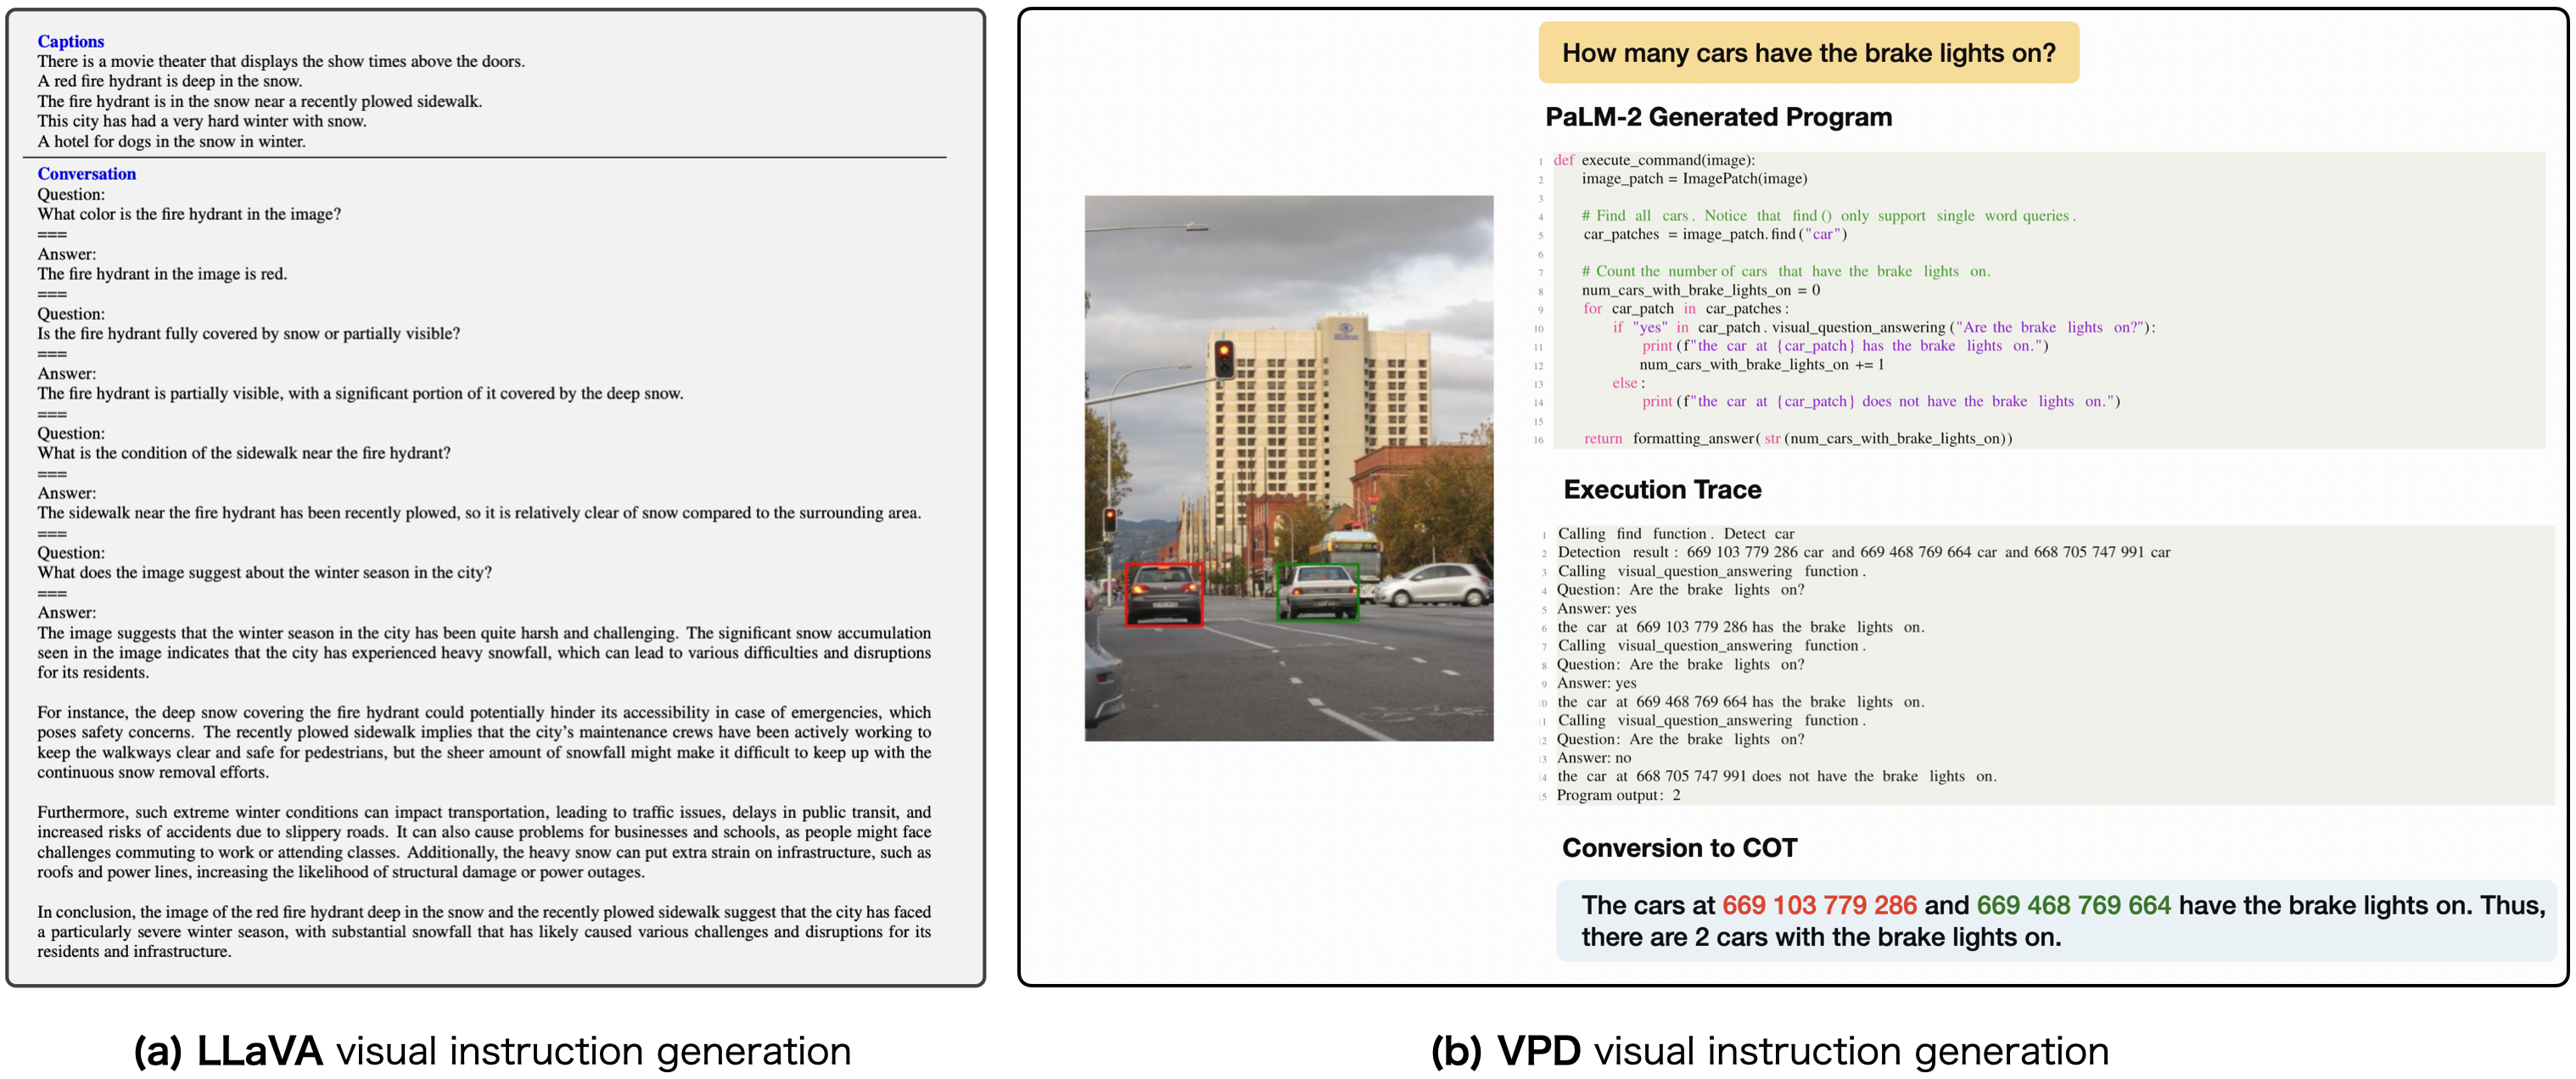 Captions
There is a movie theater that displays the show times above the doors.
A red fire hydrant is deep in the snow.
The fire hydrant is in the snow near a recently plowed sidewalk.
This city has had a very hard winter with snow.
A hotel for dogs in the snow in winter.
Conversation
Question:
What color is the fire hydrant in the image?
===
Answer:
The fire hydrant in the image is red.
===
Question:
Is the fire hydrant fully covered by snow or partially visible?
===
Answer:
The fire hydrant is partially visible, with a significant portion of it covered by the deep snow.
===
Question:
What is the condition of the sidewalk near the fire hydrant?
===
Answer:
The sidewalk near the fire hydrant has been recently plowed, so it is relatively clear of snow compared to the surrounding area.
===
Question:
What does the image suggest about the winter season in the city?
===
Answer:
The image suggests that the winter season in the city has been quite harsh and challenging. The significant snow accumulation
seen in the image indicates that the city has experienced heavy snowfall, which can lead to various difficulties and disruptions
for its residents.
For instance, the deep snow covering the fire hydrant could potentially hinder its accessibility in case of emergencies, which
poses safety concerns. The recently plowed sidewalk implies that the city's maintenance crews have been actively working to
keep the walkways clear and safe for pedestrians, but the sheer amount of snowfall might make it difficult to keep up with the
continuous snow removal efforts.
Furthermore, such extreme winter conditions can impact transportation, leading to traffic issues, delays in public transit, and
increased risks of accidents due to slippery roads. It can also cause problems for businesses and schools, as people might face
challenges commuting to work or attending classes. Additionally, the heavy snow can put extra strain on infrastructure, such as
roofs and power lines, increasing the likelihood of structural damage or power outages.
In conclusion, the image of the red fire hydrant deep in the snow and the recently plowed sidewalk suggest that the city has faced
a particularly severe winter season, with substantial snowfall that has likely caused various challenges and disruptions for its
residents and infrastructure.
(a) LLaVA visual instruction generation
How many cars have the brake lights on?
PaLM-2 Generated Program
1 def execute_command(image):
2 image_patch = ImagePatch(image)
3
4 # Find all cars. Notice that find() only support single word queries.
5 car_patches = image_patch.find("car")
6
7 # Count the number of cars that have the brake lights on.
8 num_cars_with_brake_lights_on = 0
9 for car_patch in car_patches:
10 if "yes" in car_patch.visual_question_answering("Are the brake lights on?"):
11 print(f"the car at {car_patch} has the brake lights on.")
12 num_cars_with_brake_lights_on += 1
13 else:
14 print(f"the car at {car_patch} does not have the brake lights on.")
15
16 return formatting_answer(str(num_cars_with_brake_lights_on))
Execution Trace
1 Calling find function. Detect car
2 Detection result: 669 103 779 286 car and 669 468 769 664 car and 668 705 747 991 car
3 Calling visual_question_answering function.
4 Question: Are the brake lights on?
5 Answer: yes
6 the car at 669 103 779 286 has the brake lights on.
7 Calling visual_question_answering function.
8 Question: Are the brake lights on?
9 Answer: yes
10 the car at 669 468 769 664 has the brake lights on.
11 Calling visual_question_answering function.
12 Question: Are the brake lights on?
13 Answer: no
14 the car at 668 705 747 991 does not have the brake lights on.
15 Program output: 2
Conversion to COT
The cars at 669 103 779 286 and 669 468 769 664 have the brake lights on. Thus,
there are 2 cars with the brake lights on.
(b) VPD visual instruction generation